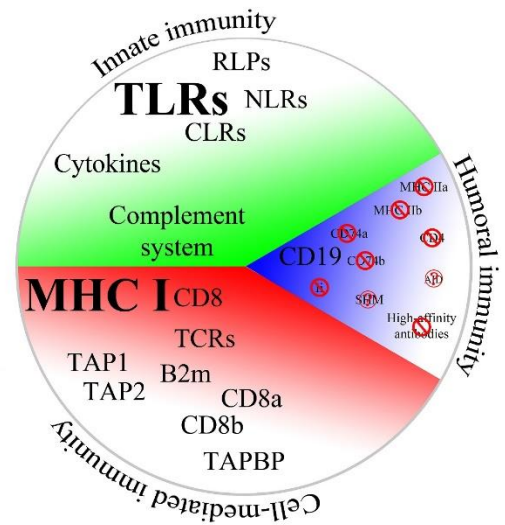 Innate immunity
RLPs
TLRs
NLRs
CLRs
Cytokines
Complement
system
Humoral immunity
MHC IIa
MHC IIb
CD74a
CD4
CD19
CD74b
AID
Ii
SHM
High-affinity
antibodies
MHC I
CD8
TCRs
TAP1
B2m
TAP2
CD8a
CD8b
TAPBP
Cell-mediated immunity